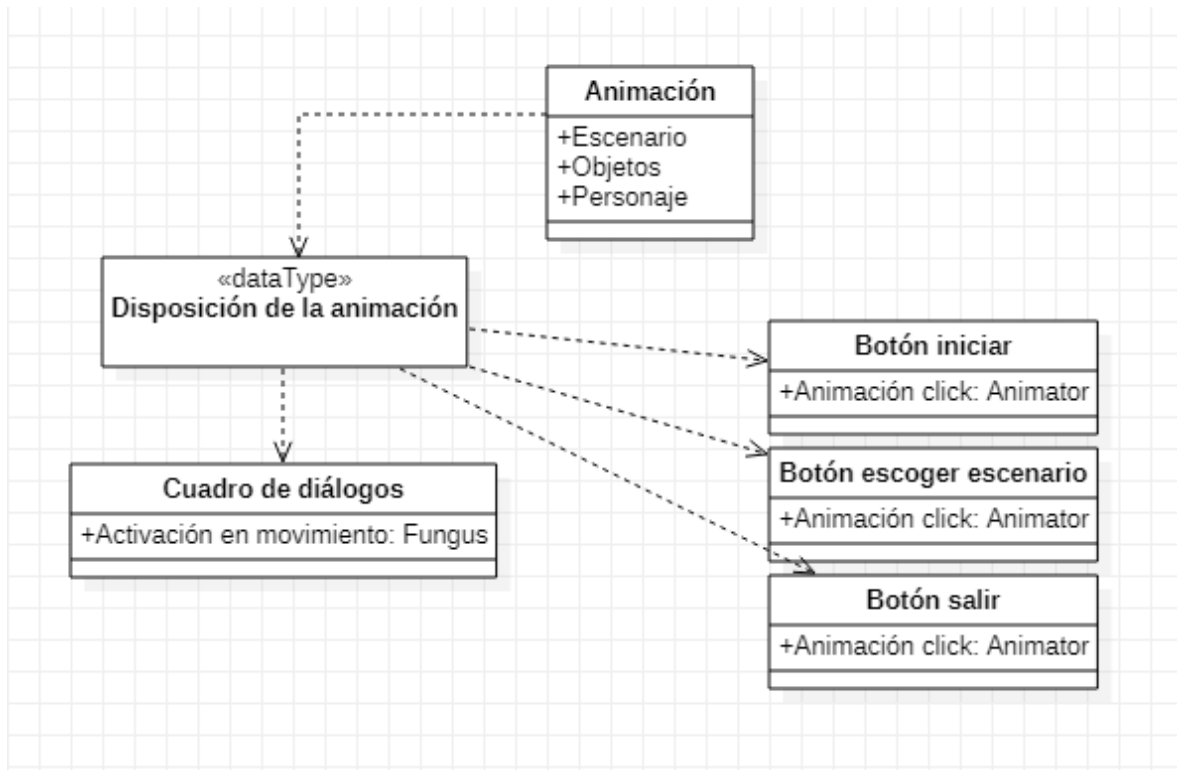 Animación
+Escenario
+Objetos
+Personaje
«dataType»
Disposición de la animación
Botón iniciar
+Animación click: Animator
Botón escoger escenario
+Animación click: Animator
Cuadro de diálogos
+Activación en movimiento: Fungus
Botón salir
+Animación click: Animator